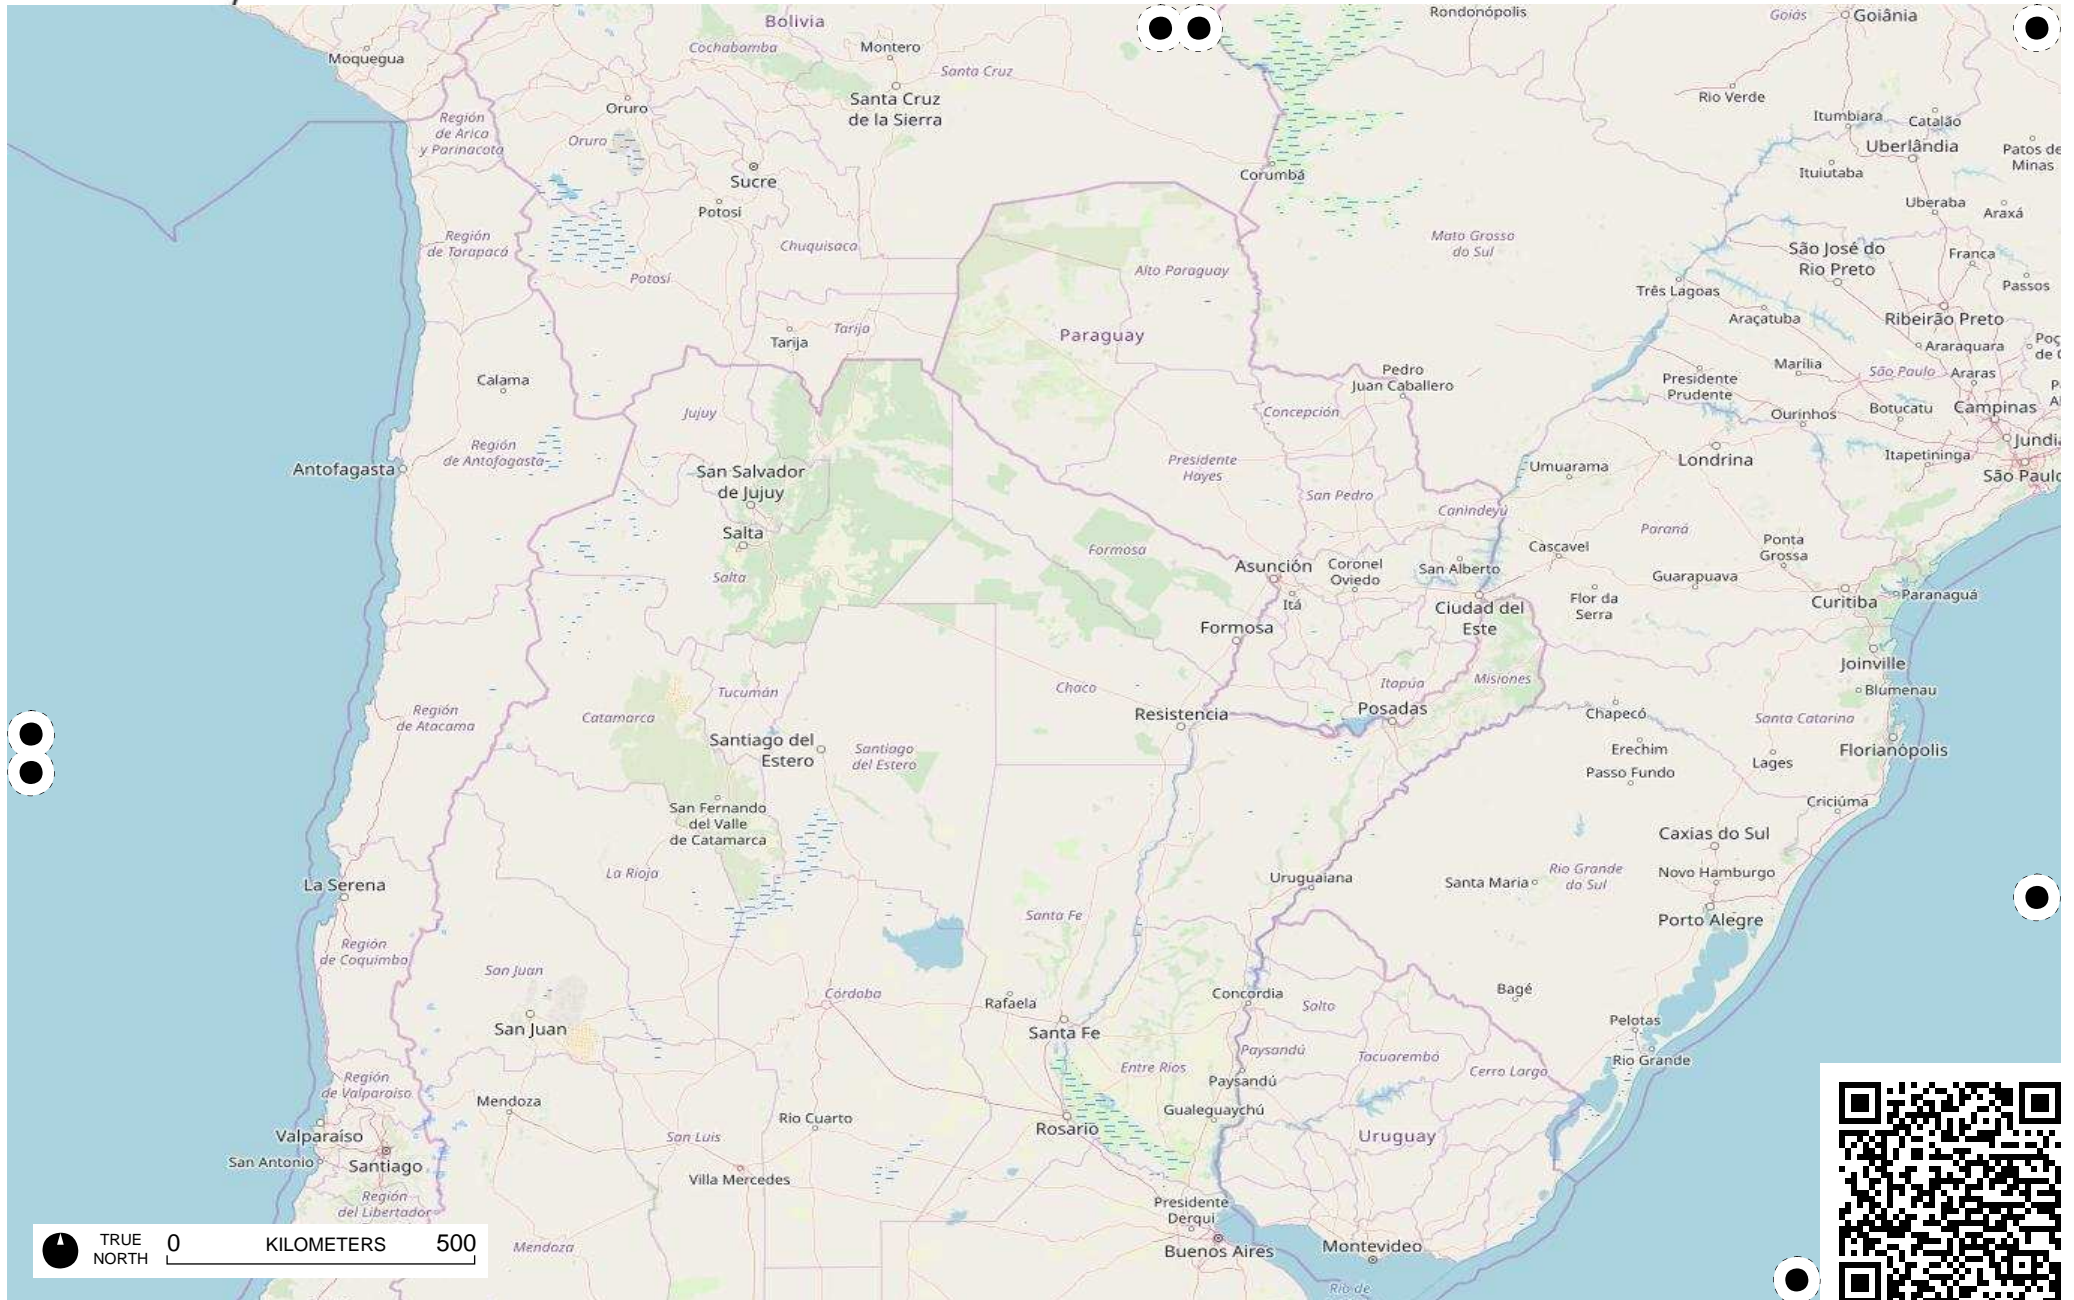 Bolivia
Rondonópolis
Goiás
Goiânia
Moquegua
Cochabamba
Montero
Santa Cruz
Rio Verde
Oruro
Santa Cruz
de la Sierra
Región
de Arica
y Parinacota
Oruro
Itumbiara
Catalão
Uberlândia
Patos de
Minas
Sucre
Corumbá
Ituiutaba
Potosí
Uberaba
Araxá
Región
de Tarapacá
Chuquisaca
Mato Grosso
do Sul
São José do
Rio Preto
Franca
Potosí
Alto Paraguay
Três Lagoas
Passos
Araçatuba
Ribeirão Preto
Tarija
Tarija
Paraguay
Araraquara
Poç
de C
Calama
Pedro
Juan Caballero
Presidente
Prudente
Marília
São Paulo
Araras
P
Al
Jujuy
Concepción
Ourinhos
Botucatu
Campinas
Región
de Antofagasta
Jundia
Antofagasta
San Salvador
de Jujuy
Presidente
Hayes
Umuarama
Londrina
Itapetininga
São Paulo
San Pedro
Canindeyú
Salta
Paraná
Formosa
Cascavel
Ponta
Grossa
Salta
Asunción
Coronel
Oviedo
San Alberto
Guarapuava
Itá
Ciudad del
Este
Flor da
Serra
Curitiba
Paranaguá
Formosa
Joinville
Catamarca
Tucumán
Chaco
Itapúa
Misiones
Blumenau
Región
de Atacama
Resistencia
Posadas
Chapecó
Santa Catarina
Santiago del
Estero
Santiago
del Estero
Erechim
Florianópolis
Passo Fundo
Lages
San Fernando
del Valle
de Catamarca
Criciúma
Caxias do Sul
La Serena
La Rioja
Uruguaiana
Santa Maria
Rio Grande
do Sul
Novo Hamburgo
Santa Fe
Porto Alegre
Región
de Coquimbo
San Juan
Córdoba
Rafaela
Concordia
Salto
Bagé
San Juan
Santa Fe
Pelotas
Región
de Valparaíso
Entre Ríos
Paysandú
Tacuarembó
Cerro Largo
Rio Grande
Mendoza
Paysandú
Río Cuarto
Gualeguaychú
Valparaíso
San Luis
Rosario
Uruguay
San Antonio
Santiago
Villa Mercedes
Región
del Libertador
Presidente
Derqui
Mendoza
Buenos Aires
Montevideo
Río de
TRUE
NORTH
0 KILOMETERS 500